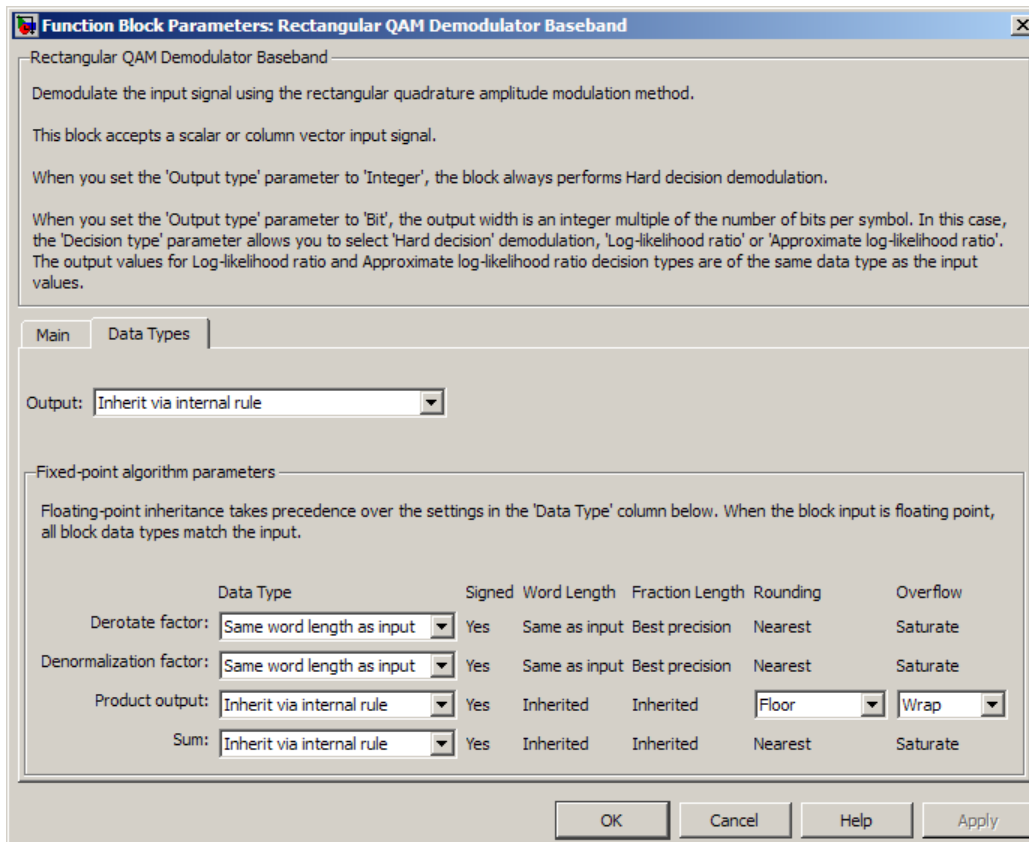 Function Block Parameters: Rectangular QAM Demodulator Baseband
Rectangular QAM Demodulator Baseband
Demodulate the input signal using the rectangular quadrature amplitude modulation method.
This block accepts a scalar or column vector input signal.
When you set the 'Output type' parameter to 'Integer', the block always performs Hard decision demodulation.
When you set the 'Output type' parameter to 'Bit', the output width is an integer multiple of the number of bits per symbol. In this case,
the 'Decision type' parameter allows you to select 'Hard decision' demodulation, 'Log-likelihood ratio' or 'Approximate log-likelihood ratio'.
The output values for Log-likelihood ratio and Approximate log-likelihood ratio decision types are of the same data type as the input
values.
Main Data Types
Output: Inherit via internal rule
Fixed-point algorithm parameters
Floating-point inheritance takes precedence over the settings in the 'Data Type' column below. When the block input is floating point,
all block data types match the input.
Data Type Signed Word Length Fraction Length Rounding Overflow
Derotate factor: Same word length as input Yes Same as input Best precision Nearest Saturate
Denormalization factor: Same word length as input Yes Same as input Best precision Nearest Saturate
Product output: Inherit via internal rule Yes Inherited Inherited Floor Wrap
Sum: Inherit via internal rule Yes Inherited Inherited Nearest Saturate
OK Cancel Help Apply